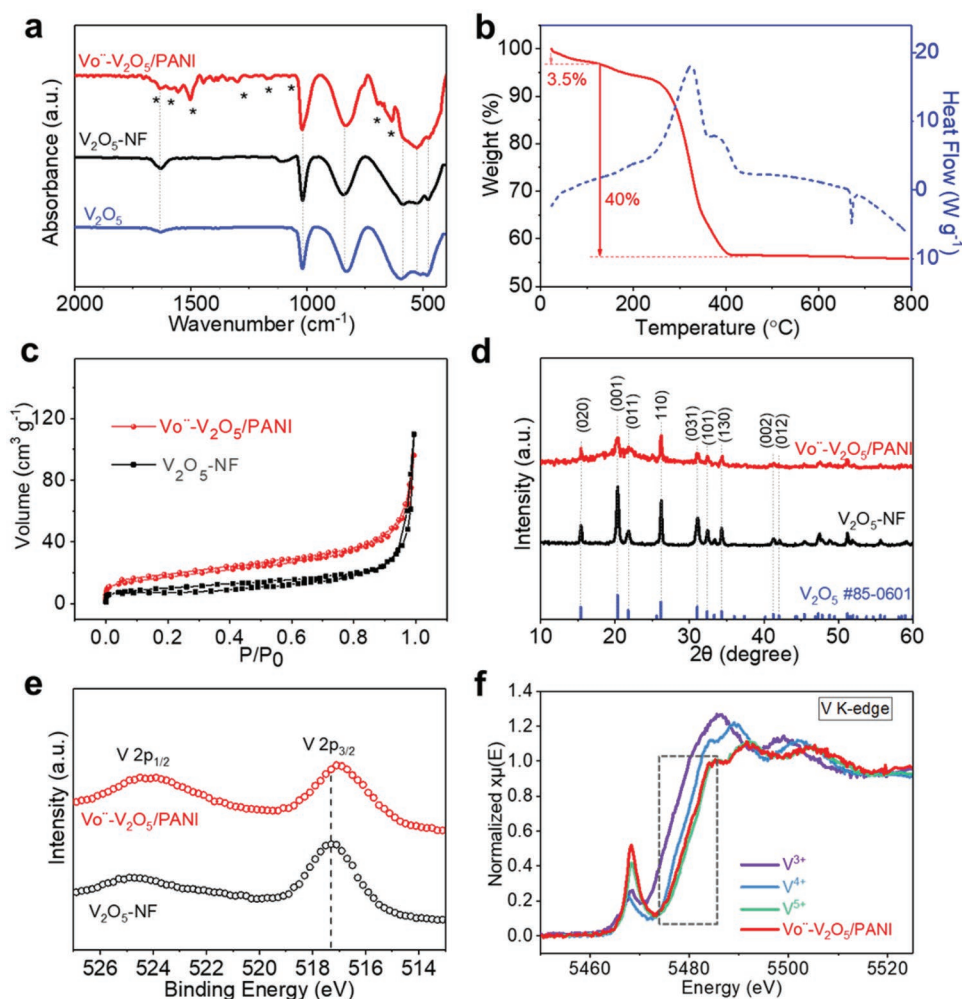 a
Vo¨-V₂O₅/PANI
* * * * * * * *
V₂O₅-NF
V₂O₅
Absorbance (a.u.)
2000 1500 1000 500
Wavenumber (cm⁻¹)
b
100
90
80
70
60
50
Weight (%)
3.5%
40%
20
10
0
10
Heat Flow (W g⁻¹)
0 200 400 600 800
Temperature (°C)
c
120
80
40
0
Volume (cm³ g⁻¹)
Vo¨-V₂O₅/PANI
V₂O₅-NF
0.0 0.2 0.4 0.6 0.8 1.0
P/P₀
d
(020)
(001)
(011)
110)
(031)
(101)
(130)
(002)
(012)
Vo¨-V₂O₅/PANI
V₂O₅-NF
V₂O₅ #85-0601
Intensity (a.u.)
10 20 30 40 50 60
2θ (degree)
e
V 2p₁/₂
V 2p₃/₂
Vo¨-V₂O₅/PANI
V₂O₅-NF
Intensity (a.u.)
526 524 522 520 518 516 514
Binding Energy (eV)
f
V K-edge
1.4
1.2
1.0
0.8
0.6
0.4
0.2
0.0
Normalized xμ(E)
V³⁺
V⁴⁺
V⁵⁺
Vo¨-V₂O₅/PANI
5460 5480 5500 5520
Energy (eV)